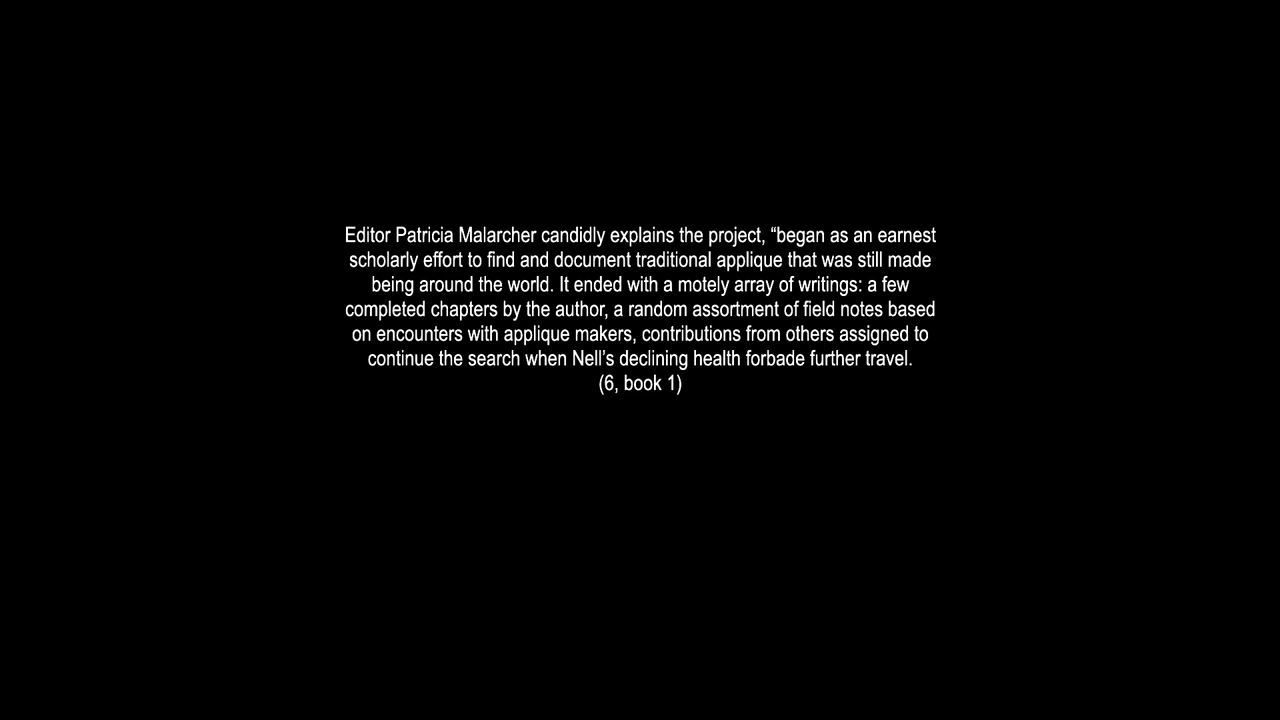 Editor Patricia Malarcher candidly explains the project, “began as an earnest
scholarly effort to find and document traditional applique that was still made
being around the world. It ended with a motely array of writings: a few
completed chapters by the author, a random assortment of field notes based
on encounters with applique makers, contributions from others assigned to
continue the search when Nell’s declining health forbade further travel.
(6, book 1)